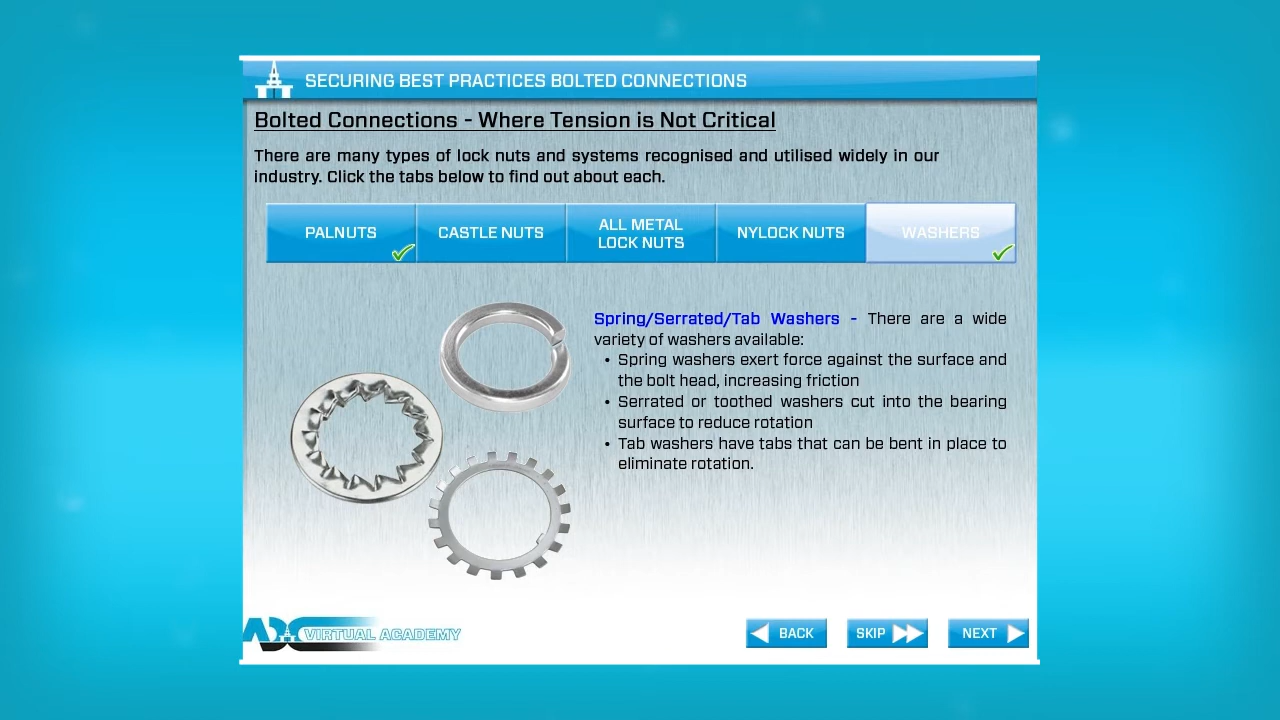 SECURING BEST PRACTICES BOLTED CONNECTIONS
Bolted Connections - Where Tension is Not Critical
There are many types of lock nuts and systems recognised and utilised widely in our
industry. Click the tabs below to find out about each.
PALNUTS
CASTLE NUTS
ALL METAL
LOCK NUTS
NYLOCK NUTS
WASHERS
Spring/Serrated/Tab Washers - There are a wide
variety of washers available:
• Spring washers exert force against the surface and
the bolt head, increasing friction
• Serrated or toothed washers cut into the bearing
surface to reduce rotation
• Tab washers have tabs that can be bent in place to
eliminate rotation.
ADC VIRTUAL ACADEMY
BACK
SKIP
NEXT